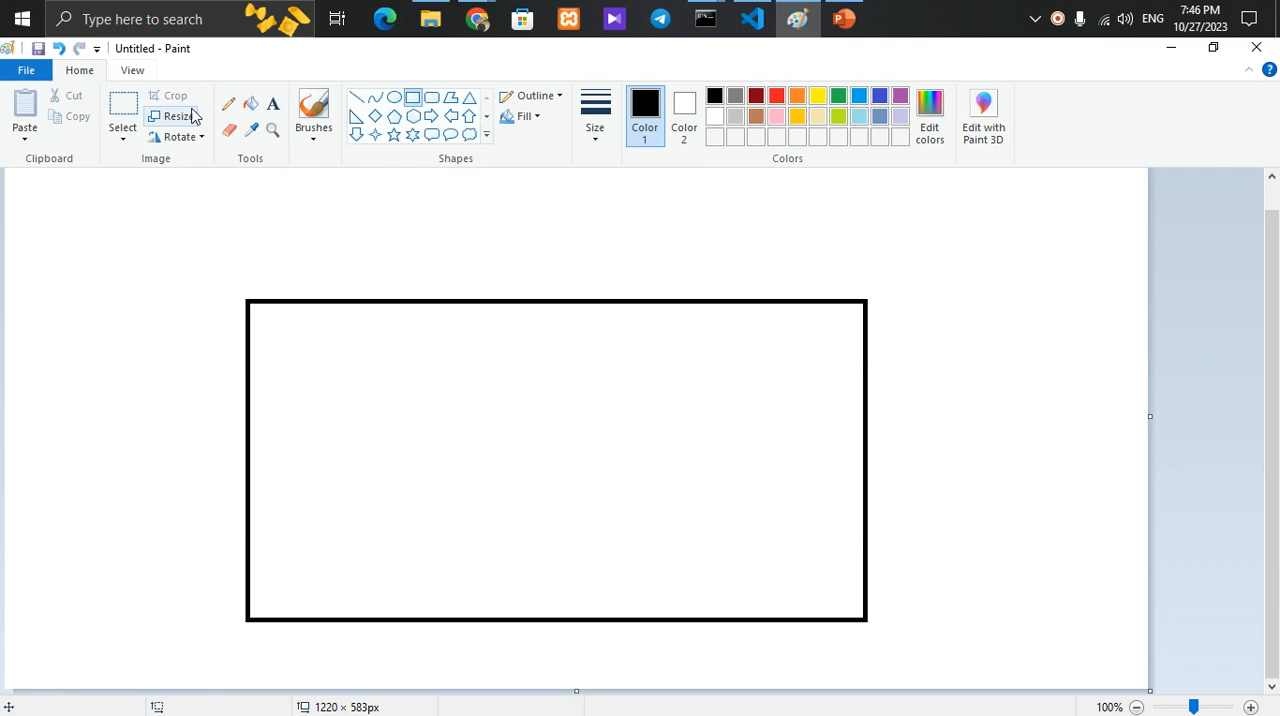 Type here to search
ENG
7:46 PM
10/27/2023
Untitled - Paint
File
Home
View
Paste
Cut
Copy
Clipboard
Select
Crop
Resize
Rotate
Image
Tools
Brushes
Shapes
Outline
Fill
Size
Color 1
Color 2
Colors
Edit colors
Edit with Paint 3D
1220 × 583px
100%